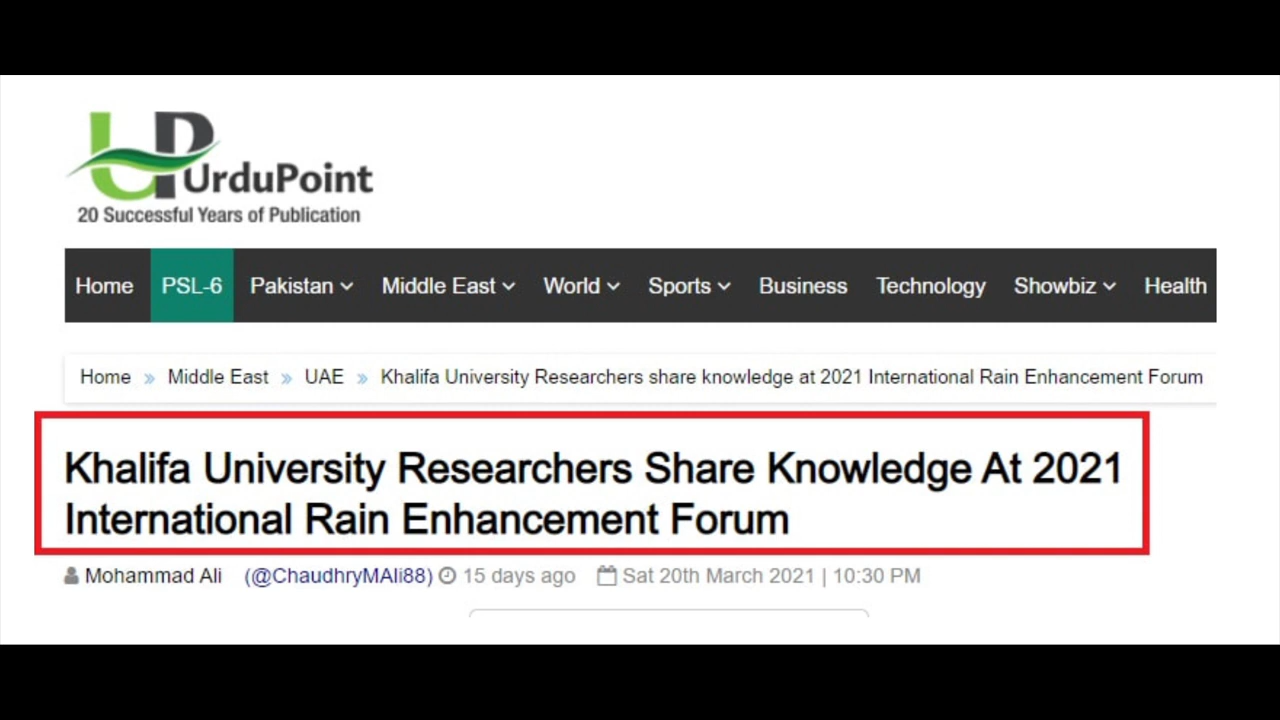 UP
UrduPoint
20 Successful Years of Publication
Home PSL-6 Pakistan Middle East World Sports Business Technology Showbiz Health
Home » Middle East » UAE » Khalifa University Researchers share knowledge at 2021 International Rain Enhancement Forum
Khalifa University Researchers Share Knowledge At 2021
International Rain Enhancement Forum
Mohammad Ali (@ChaudhryMAli88) 15 days ago Sat 20th March 2021 | 10:30 PM